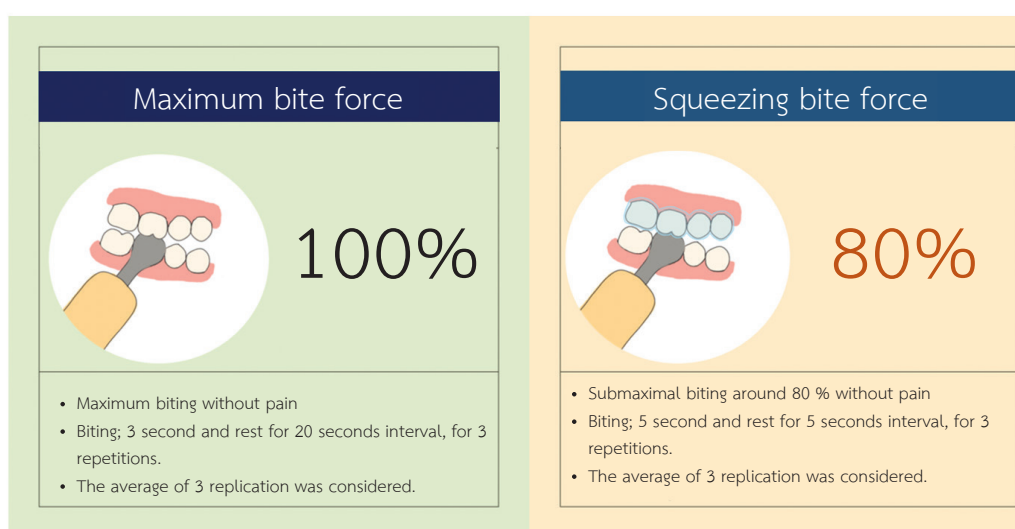 Maximum bite force
100%
• Maximum biting without pain
• Biting; 3 second and rest for 20 seconds interval, for 3
repetitions.
• The average of 3 replication was considered.
Squeezing bite force
80%
• Submaximal biting around 80 % without pain
• Biting; 5 second and rest for 5 seconds interval, for 3
repetitions.
• The average of 3 replication was considered.